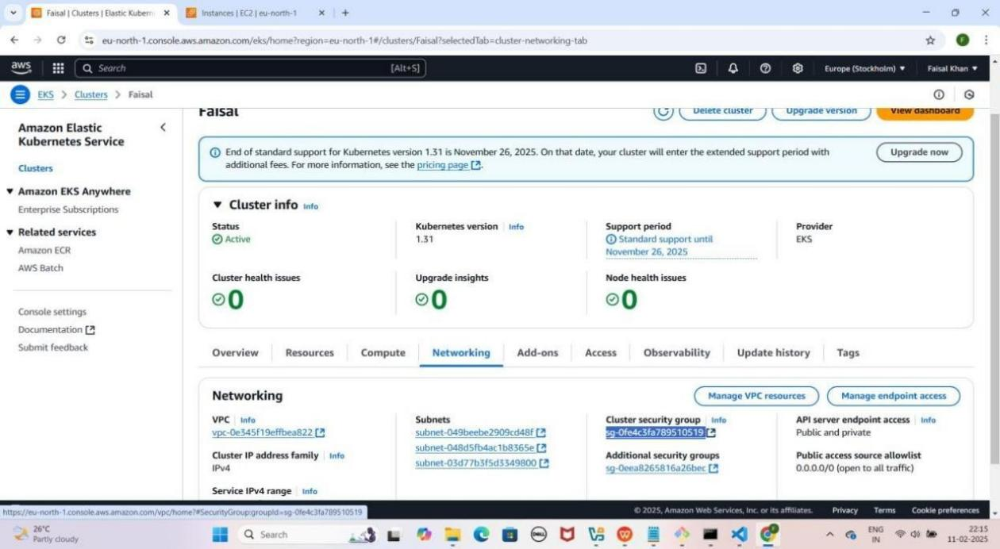 Faisal | Clusters | Elastic Kubern
Instances | EC2 | eu-north-1
eu-north-1.console.aws.amazon.com/eks/home?region=eu-north-1#/clusters/Faisal?selectedTab=cluster-networking-tab
F
aws
Search
[Alt+S]
Europe (Stockholm)
Faisal Khan
EKS > Clusters > Faisal
Amazon Elastic
Kubernetes Service
Clusters
Amazon EKS Anywhere
Enterprise Subscriptions
Related services
Amazon ECR
AWS Batch
Console settings
Documentation
Submit feedback
Faisal
Delete cluster
Upgrade version
View dashboard
End of standard support for Kubernetes version 1.31 is November 26, 2025. On that date, your cluster will enter the extended support period with
additional fees. For more information, see the pricing page.
Upgrade now
Cluster info Info
Status
Active
Kubernetes version Info
1.31
Support period
Standard support until
November 26, 2025
Provider
EKS
Cluster health issues
0
Upgrade insights
0
Node health issues
0
Overview Resources Compute Networking Add-ons Access Observability Update history Tags
Networking
Manage VPC resources
Manage endpoint access
VPC Info
vpc-0e345f19effbea822
Cluster IP address family Info
IPv4
Service IPv4 range Info
Subnets
subnet-049beebe2909cd48f
subnet-048d5fb4ac1b8365e
subnet-03d77b3f5d3349800
Cluster security group Info
sg-0fe4c3fa789510519
Additional security groups
sg-0eea8265816a26bec
API server endpoint access Info
Public and private
Public access source allowlist
0.0.0.0/0 (open to all traffic)
https://eu-north-1.console.aws.amazon.com/vpc/home?#SecurityGroup:groupId=sg-0fe4c3fa789510519
© 2025, Amazon Web Services, Inc. or its affiliates.
Privacy
Terms
Cookie preferences
26°C
Partly cloudy
Search
DELL
ENG
IN
22:15
11-02-2025